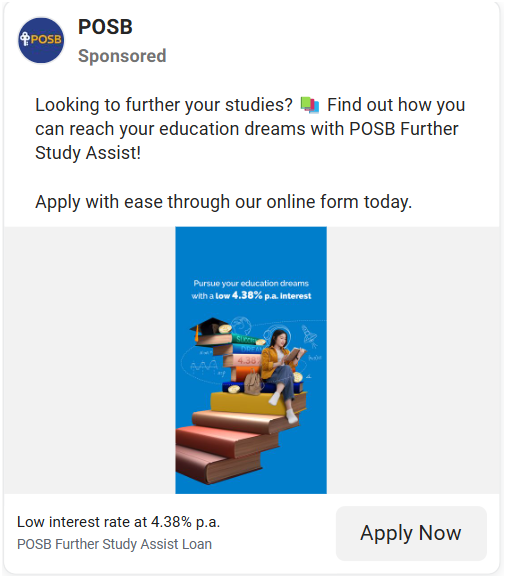 POSB
POSB
Sponsored
Looking to further your studies? 📚 Find out how you
can reach your education dreams with POSB Further
Study Assist!
Apply with ease through our online form today.
Pursue your education dreams
with a low 4.38% p.a. interest
4.38
Low interest rate at 4.38% p.a.
POSB Further Study Assist Loan
Apply Now